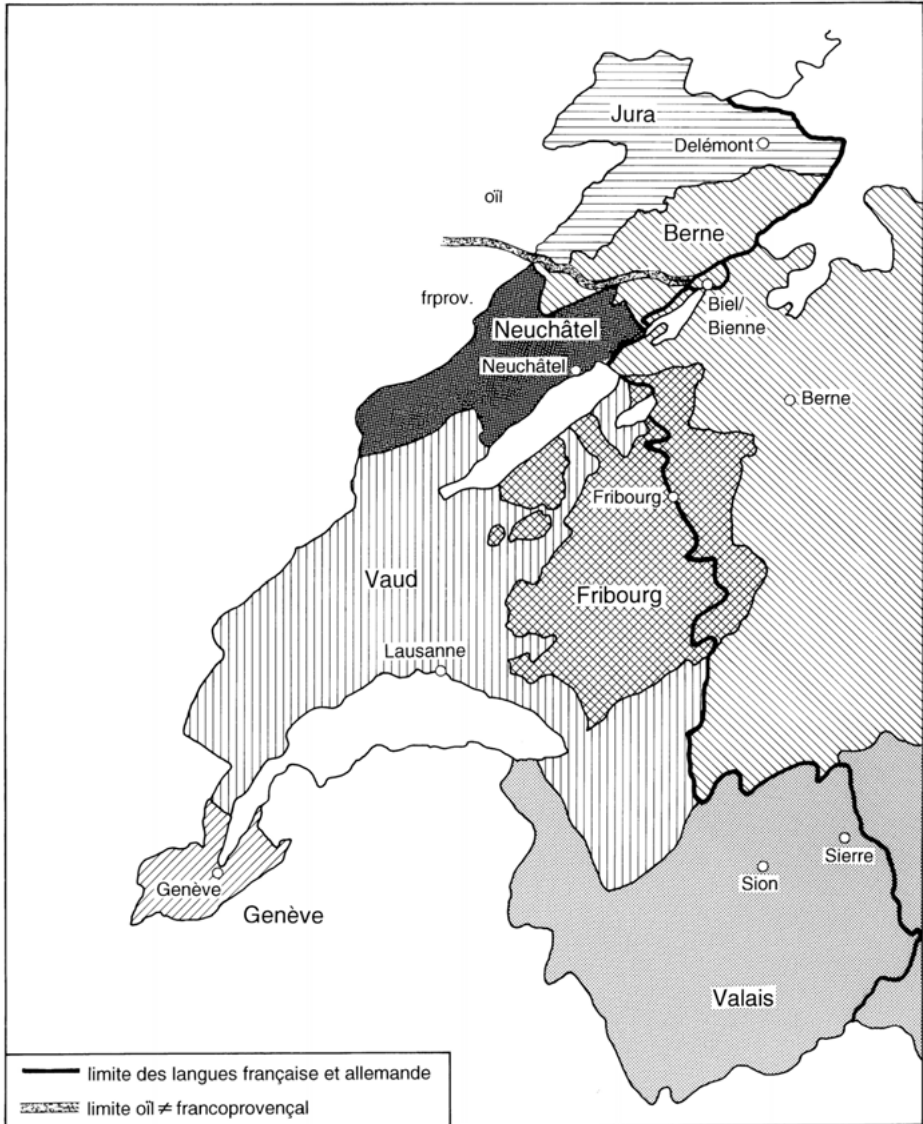 Jura
Delémont
oïl
Berne
frprov.
Biel/
Bienne
Neuchâtel
Neuchâtel
Berne
Fribourg
Vaud
Fribourg
Lausanne
Sierre
Sion
Genève
Genève
Valais
limite des langues française et allemande
limite oïl ≠ francoprovençal